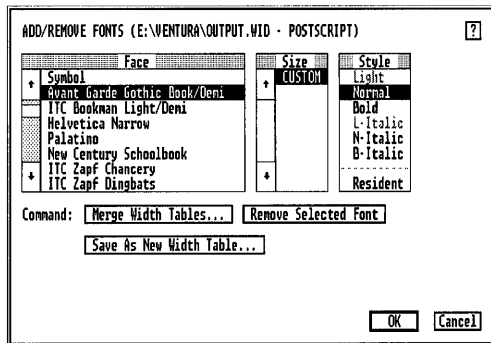 ADD/REMOVE FONTS (E:\VENTURA\OUTPUT.WID - POSTSCRIPT) ?
Face
Symbol
Avant Garde Gothic Book/Demi
ITC Bookman Light/Demi
Helvetica Narrow
Palatino
New Century Schoolbook
ITC Zapf Chancery
ITC Zapf Dingbats
Size
CUSTOM
Style
Light
Normal
Bold
L-Italic
N-Italic
B-Italic
Resident
Command: Merge Width Tables... Remove Selected Font
Save As New Width Table...
OK Cancel